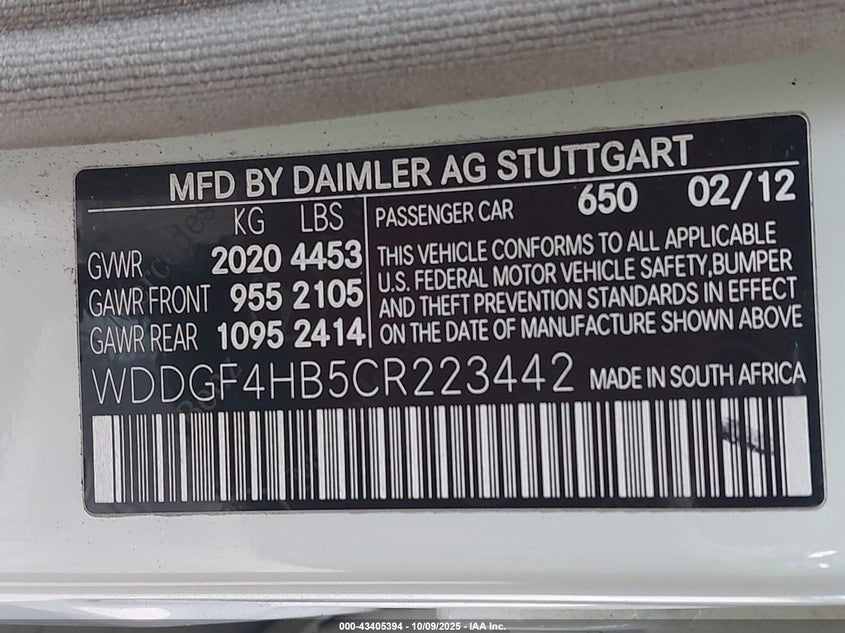 MFD BY DAIMLER AG STUTTGART
KG LBS
GVWR 2020 4453
GAWR FRONT 955 2105
GAWR REAR 1095 2414
PASSENGER CAR 650 02/12
THIS VEHICLE CONFORMS TO ALL APPLICABLE
U.S. FEDERAL MOTOR VEHICLE SAFETY,BUMPER
AND THEFT PREVENTION STANDARDS IN EFFECT
ON THE DATE OF MANUFACTURE SHOWN ABOVE
WDDGF4HB5CR223442 MADE IN SOUTH AFRICA
000-43405394 - 10/09/2025 - IAA Inc.